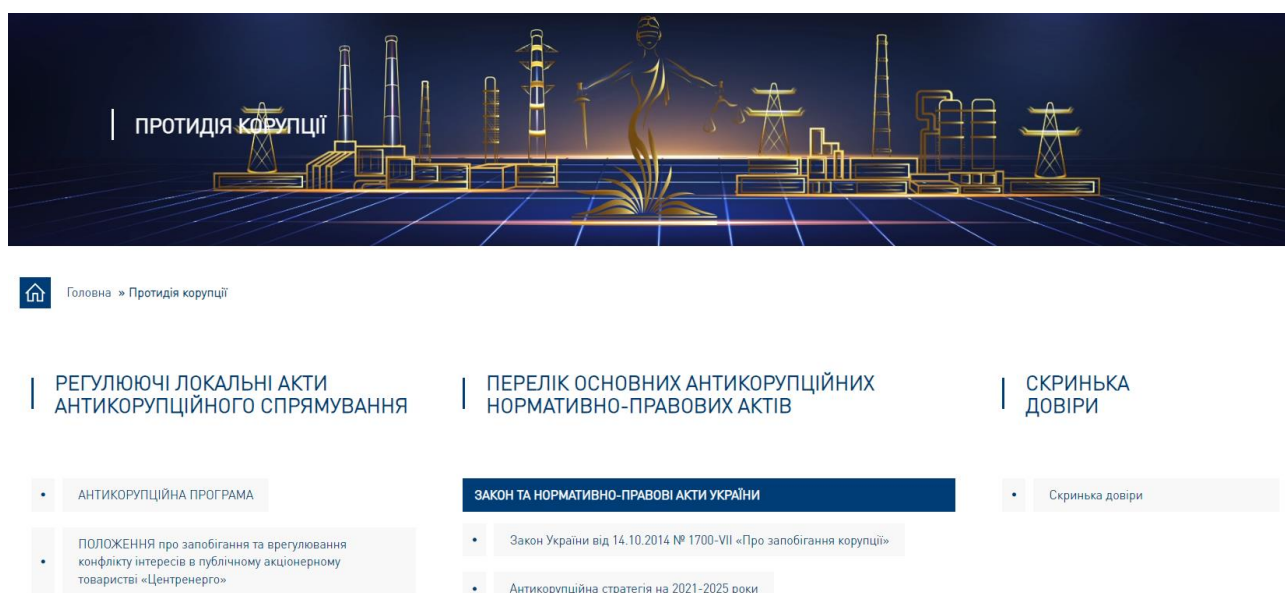 ПРОТИДІЯ КОРУПЦІЇ
Головна » Протидія корупції
РЕГУЛЮЮЧІ ЛОКАЛЬНІ АКТИ
АНТИКОРУПЦІЙНОГО СПРЯМУВАННЯ
• АНТИКОРУПЦІЙНА ПРОГРАМА
• ПОЛОЖЕННЯ про запобігання та врегулювання
конфлікту інтересів в публічному акціонерному
товаристві «Центренерго»
ПЕРЕЛІК ОСНОВНИХ АНТИКОРУПЦІЙНИХ
НОРМАТИВНО-ПРАВОВИХ АКТІВ
ЗАКОН ТА НОРМАТИВНО-ПРАВОВІ АКТИ УКРАЇНИ
• Закон України від 14.10.2014 № 1700-VII «Про запобігання корупції»
• Антикорупційна стратегія на 2021-2025 роки
СКРИНЬКА
ДОВІРИ
• Скринька довіри